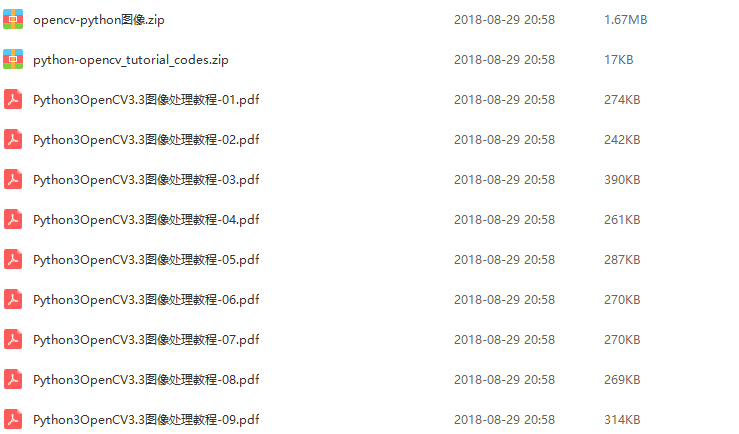 opencv-python图像.zip 2018-08-29 20:58 1.67MB
python-opencv_tutorial_codes.zip 2018-08-29 20:58 17KB
Python3OpenCV3.3图像处理教程-01.pdf 2018-08-29 20:58 274KB
Python3OpenCV3.3图像处理教程-02.pdf 2018-08-29 20:58 242KB
Python3OpenCV3.3图像处理教程-03.pdf 2018-08-29 20:58 390KB
Python3OpenCV3.3图像处理教程-04.pdf 2018-08-29 20:58 261KB
Python3OpenCV3.3图像处理教程-05.pdf 2018-08-29 20:58 287KB
Python3OpenCV3.3图像处理教程-06.pdf 2018-08-29 20:58 270KB
Python3OpenCV3.3图像处理教程-07.pdf 2018-08-29 20:58 270KB
Python3OpenCV3.3图像处理教程-08.pdf 2018-08-29 20:58 269KB
Python3OpenCV3.3图像处理教程-09.pdf 2018-08-29 20:58 314KB